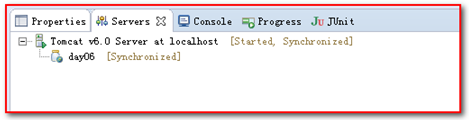 Properties Servers Console Progress JUnit
Tomcat v6.0 Server at localhost [Started, Synchronized]
day06 [Synchronized]